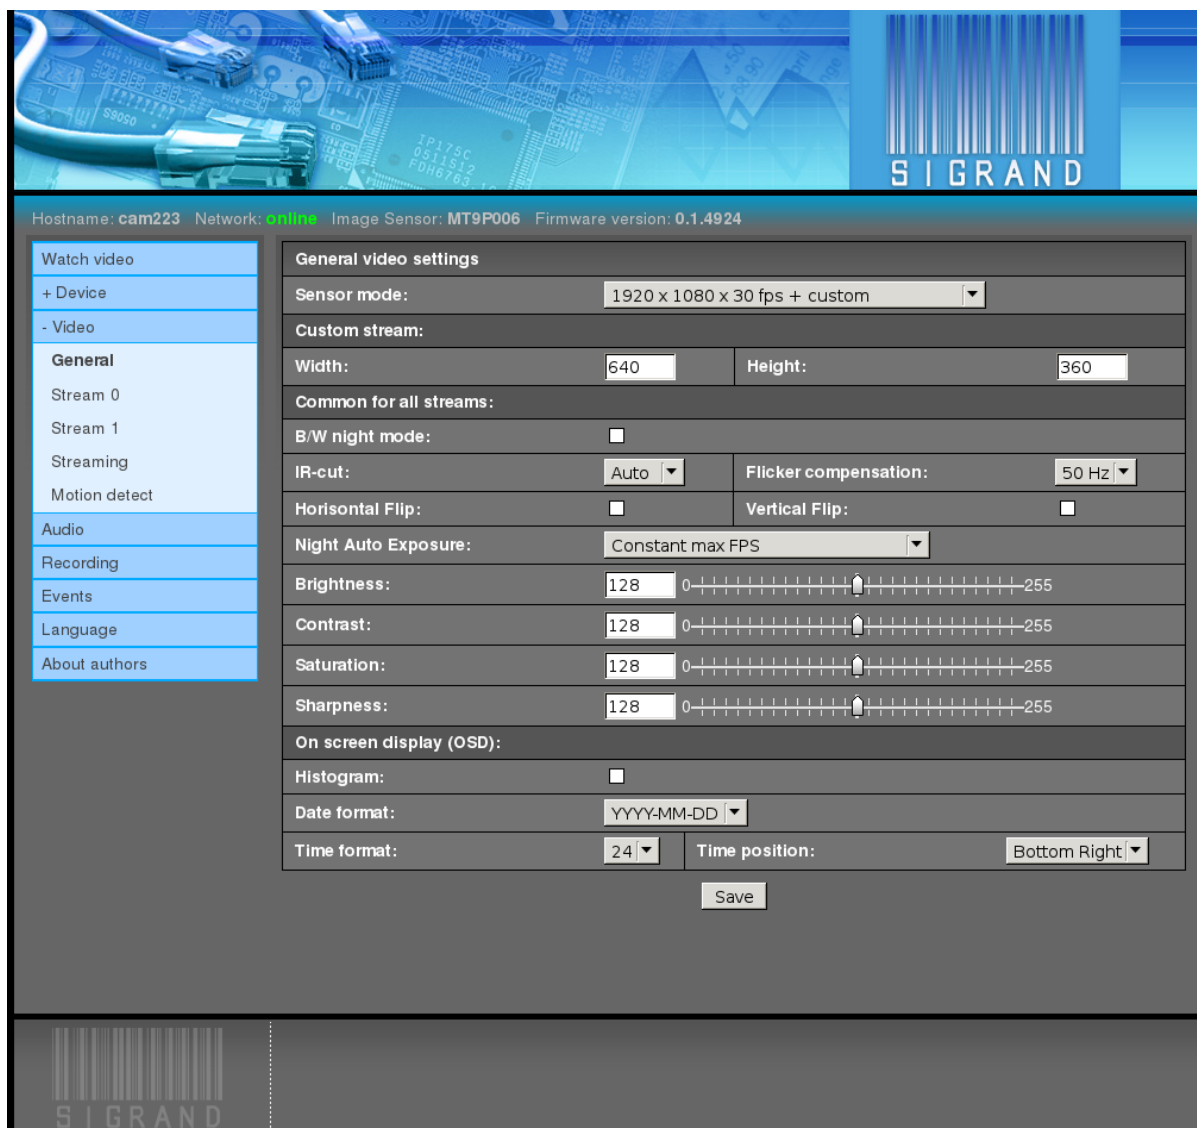 S9050
IP175C
0511S12
SIGRAND
Hostname: cam223 Network: online Image Sensor: MT9P006 Firmware version: 0.1.4924
Watch video
+ Device
- Video
General
Stream 0
Stream 1
Streaming
Motion detect
Audio
Recording
Events
Language
About authors
General video settings
Sensor mode: 1920 x 1080 x 30 fps + custom
Custom stream:
Width: 640 Height: 360
Common for all streams:
B/W night mode:
IR-cut: Auto Flicker compensation: 50 Hz
Horisontal Flip: Vertical Flip:
Night Auto Exposure: Constant max FPS
Brightness: 128 0 255
Contrast: 128 0 255
Saturation: 128 0 255
Sharpness: 128 0 255
On screen display (OSD):
Histogram:
Date format: YYYY-MM-DD
Time format: 24 Time position: Bottom Right
Save
SIGRAND